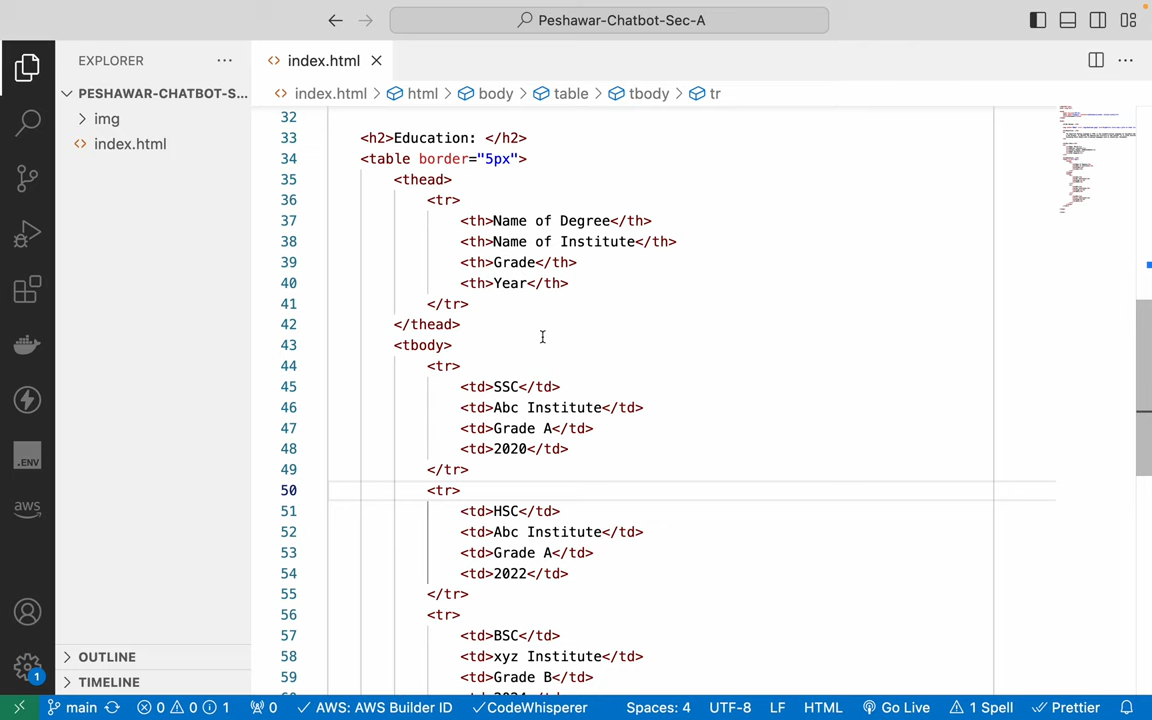 Peshawar-Chatbot-Sec-A
EXPLORER
index.html
PESHAWAR-CHATBOT-S...
index.html > html > body > table > tbody > tr
img
index.html
32
33 <h2>Education: </h2>
34 <table border="5px">
35 <thead>
36 <tr>
37 <th>Name of Degree</th>
38 <th>Name of Institute</th>
39 <th>Grade</th>
40 <th>Year</th>
41 </tr>
42 </thead>
43 <tbody>
44 <tr>
45 <td>SSC</td>
46 <td>Abc Institute</td>
47 <td>Grade A</td>
48 <td>2020</td>
49 </tr>
50 <tr>
51 <td>HSC</td>
52 <td>Abc Institute</td>
53 <td>Grade A</td>
54 <td>2022</td>
55 </tr>
56 <tr>
57 <td>BSC</td>
58 <td>xyz Institute</td>
59 <td>Grade B</td>
.ENV
aws
OUTLINE
TIMELINE
1
main 0 0 1 0 AWS: AWS Builder ID CodeWhisperer Spaces: 4 UTF-8 LF HTML Go Live 1 Spell Prettier